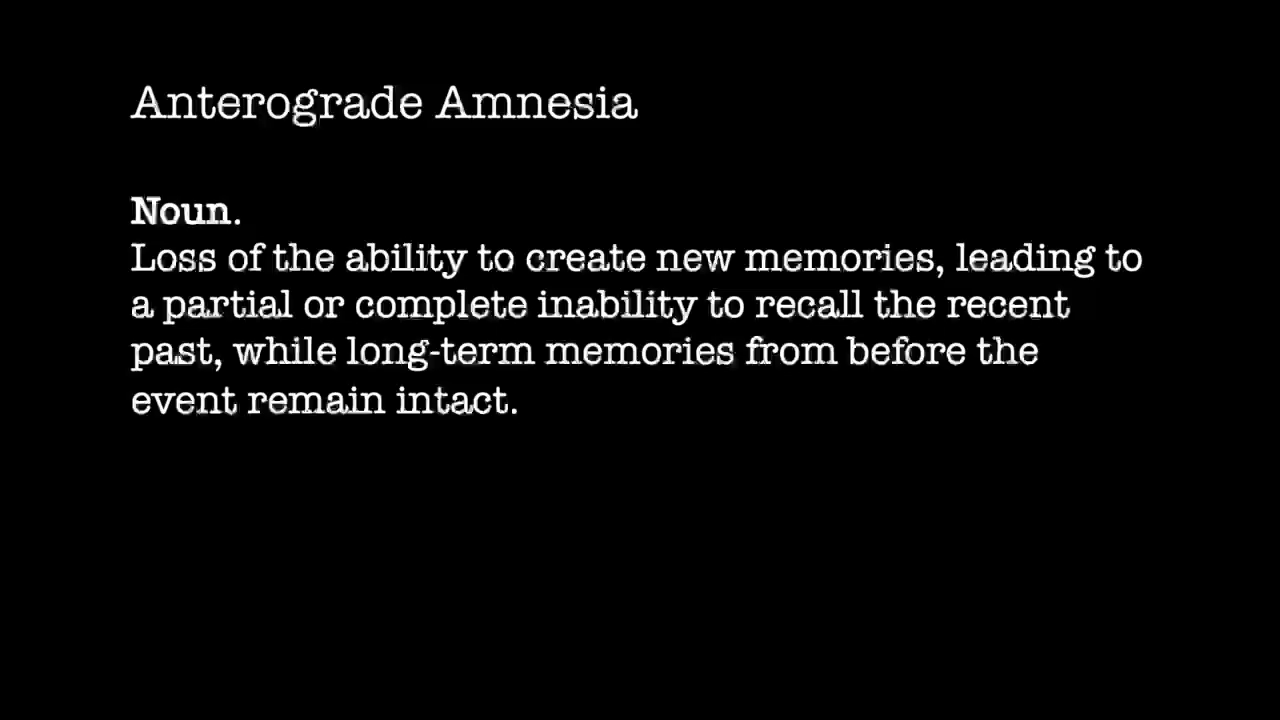 Anterograde Amnesia
Noun.
Loss of the ability to create new memories, leading to
a partial or complete inability to recall the recent
past, while long-term memories from before the
event remain intact.